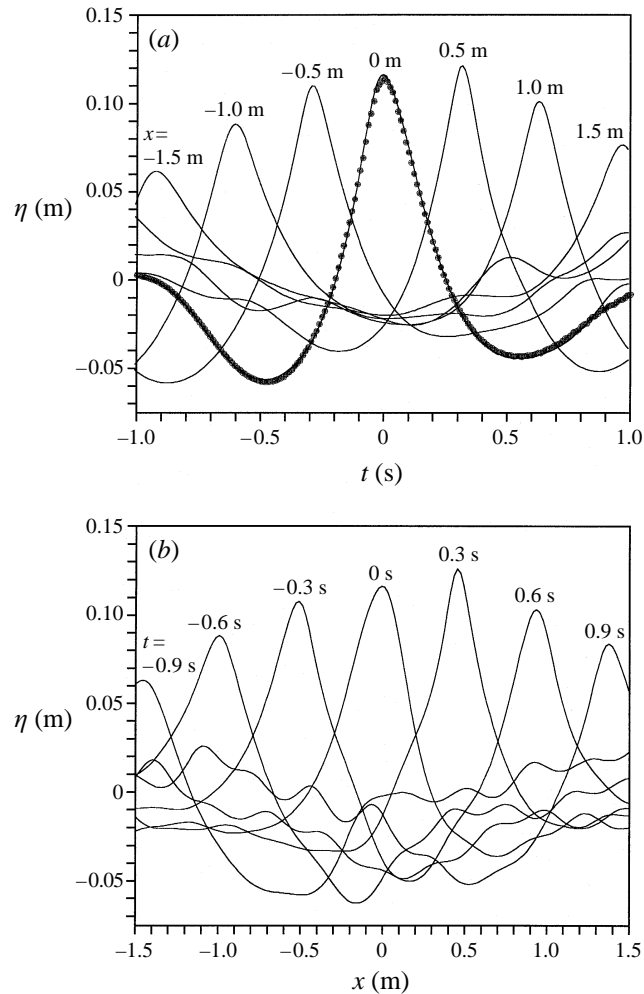 0.15
(a)
0 m
0.5 m
−0.5 m
0.10
−1.0 m
1.0 m
x =
−1.5 m
1.5 m
0.05
η (m)
0
−0.05
−1.0 −0.5 0 0.5 1.0
t (s)
0.15
(b)
0.3 s
0 s
−0.3 s
0.6 s
0.10
−0.6 s
0.9 s
t =
−0.9 s
0.05
η (m)
0
−0.05
−1.5 −1.0 −0.5 0 0.5 1.0 1.5
x (m)